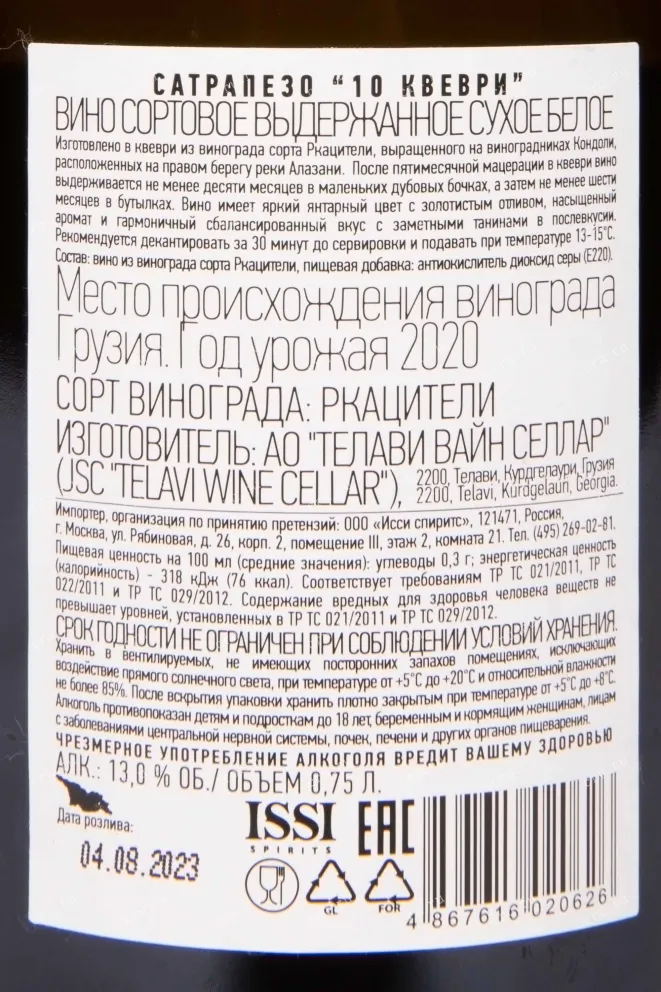 САТРАПЕЗО “10 КВЕВРИ”
ВИНО СОРТОВОЕ ВЫДЕРЖАННОЕ СУХОЕ БЕЛОЕ
Изготовлено в квеври из винограда сорта Ркацители, выращенного на виноградниках Кондоли,
расположенных на правом берегу реки Алазани. После пятимесячной мацерации в квеври вино
выдерживается не менее десяти месяцев в маленьких дубовых бочках, а затем не менее шести
месяцев в бутылках. Вино имеет яркий янтарный цвет с золотистым отливом, насыщенный
аромат и гармоничный сбалансированный вкус с заметными танинами в послевкусии.
Рекомендуется декантировать за 30 минут до сервировки и подавать при температуре 13-15°С.
Состав: вино из винограда сорта Ркацители, пищевая добавка: антиокислитель диоксид серы (Е220).
Место происхождения винограда
Грузия. Год урожая 2020
СОРТ ВИНОГРАДА: РКАЦИТЕЛИ
ИЗГОТОВИТЕЛЬ: АО "ТЕЛАВИ ВАЙН СЕЛЛАР"
(JSC "TELAVI WINE CELLAR"),
2200, Телави, Курдгелаури, Грузия
2200, Telavi, Kurdgelauri, Georgia.
Импортер, организация по принятию претензий: ООО «Исси спиритс», 121471, Россия,
г. Москва, ул. Рябиновая, д. 26, корп. 2, помещение III, этаж 2, комната 21. Тел. (495) 269-02-81.
Пищевая ценность на 100 мл (средние значения): углеводы 0,3 г; энергетическая ценность
(калорийность) - 318 кДж (76 ккал). Соответствует требованиям ТР ТС 021/2011, ТР ТС
022/2011 и ТР ТС 029/2012. Содержание вредных для здоровья человека веществ не
превышает уровней, установленных в ТР ТС 021/2011 и ТР ТС 029/2012.
СРОК ГОДНОСТИ НЕ ОГРАНИЧЕН ПРИ СОБЛЮДЕНИИ УСЛОВИЙ ХРАНЕНИЯ.
Хранить в вентилируемых, не имеющих посторонних запахов помещениях, исключающих
воздействие прямого солнечного света, при температуре от +5°С до +20°С и относительной влажности
не более 85%. После вскрытия упаковки хранить плотно закрытым при температуре от +5°С до +8°С.
Алкоголь противопоказан детям и подросткам до 18 лет, беременным и кормящим женщинам, лицам
с заболеваниями центральной нервной системы, почек, печени и других органов пищеварения.
ЧРЕЗМЕРНОЕ УПОТРЕБЛЕНИЕ АЛКОГОЛЯ ВРЕДИТ ВАШЕМУ ЗДОРОВЬЮ
АЛК.: 13,0 % ОБ./ ОБЪЕМ 0,75 Л.
Дата розлива:
04.08.2023
ISSI
SPIRITS
EAC
GL
FOR
4 867616 020626